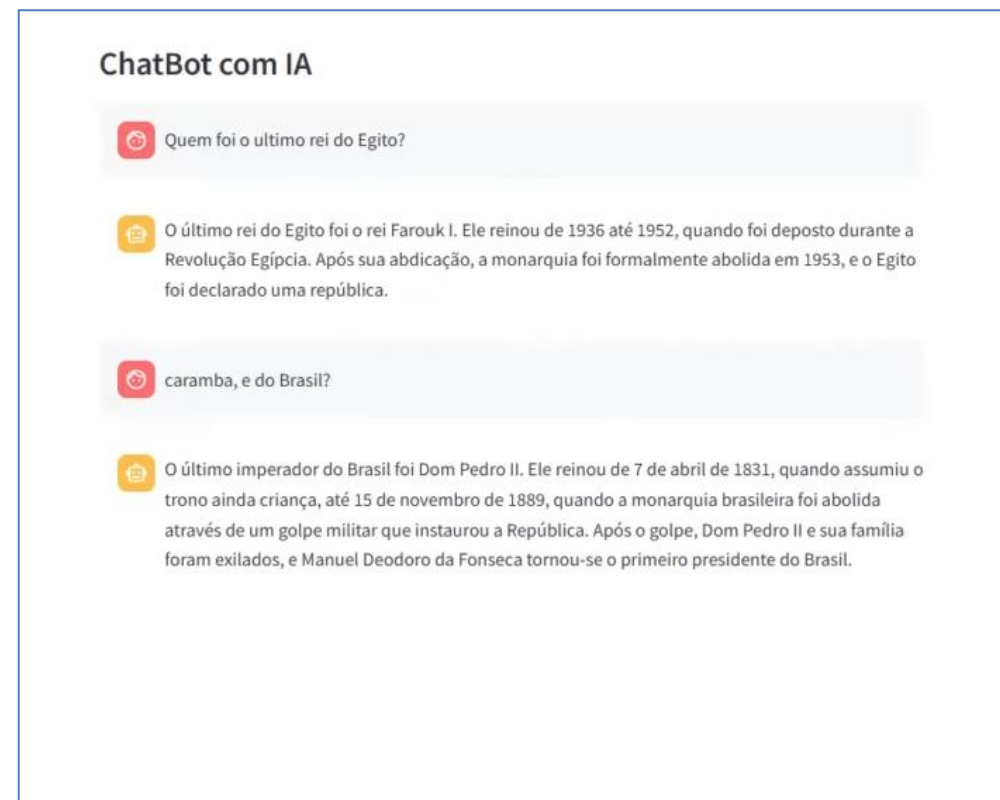 ChatBot com IA
Quem foi o ultimo rei do Egito?
O último rei do Egito foi o rei Farouk I. Ele reinou de 1936 até 1952, quando foi deposto durante a
Revolução Egípcia. Após sua abdicação, a monarquia foi formalmente abolida em 1953, e o Egito
foi declarado uma república.
caramba, e do Brasil?
O último imperador do Brasil foi Dom Pedro II. Ele reinou de 7 de abril de 1831, quando assumiu o
trono ainda criança, até 15 de novembro de 1889, quando a monarquia brasileira foi abolida
através de um golpe militar que instaurou a República. Após o golpe, Dom Pedro II e sua família
foram exilados, e Manuel Deodoro da Fonseca tornou-se o primeiro presidente do Brasil.